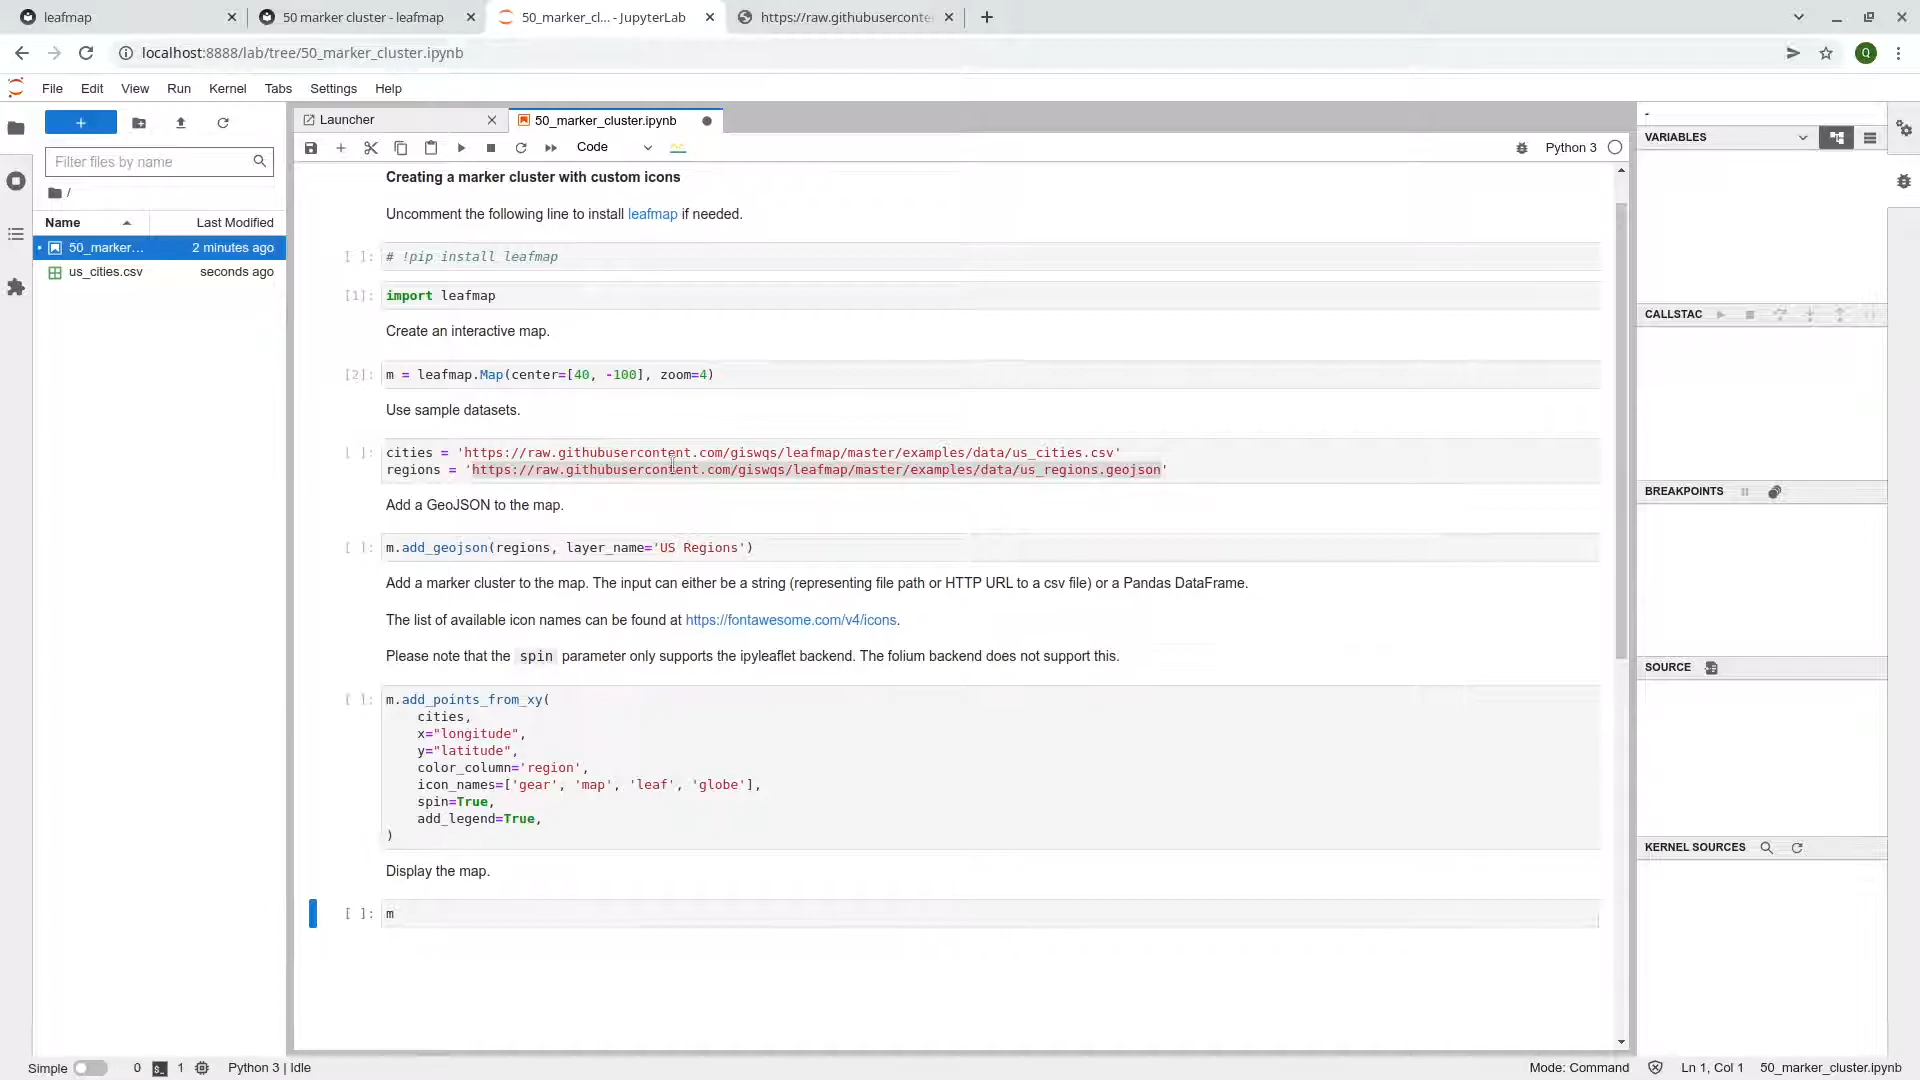 leafmap
50 marker cluster - leafmap
50_marker_cl... - JupyterLab
https://raw.githubuserconte
localhost:8888/lab/tree/50_marker_cluster.ipynb
Q
File Edit View Run Kernel Tabs Settings Help
Filter files by name
/
Name Last Modified
50_marker... 2 minutes ago
us_cities.csv seconds ago
Launcher
50_marker_cluster.ipynb
Code
Python 3
Creating a marker cluster with custom icons
Uncomment the following line to install leafmap if needed.
[ ]: # !pip install leafmap
[1]: import leafmap
Create an interactive map.
[2]: m = leafmap.Map(center=[40, -100], zoom=4)
Use sample datasets.
[ ]: cities = 'https://raw.githubusercontent.com/giswqs/leafmap/master/examples/data/us_cities.csv'
regions = 'https://raw.githubusercontent.com/giswqs/leafmap/master/examples/data/us_regions.geojson'
Add a GeoJSON to the map.
[ ]: m.add_geojson(regions, layer_name='US Regions')
Add a marker cluster to the map. The input can either be a string (representing file path or HTTP URL to a csv file) or a Pandas DataFrame.
The list of available icon names can be found at https://fontawesome.com/v4/icons.
Please note that the spin parameter only supports the ipyleaflet backend. The folium backend does not support this.
[ ]: m.add_points_from_xy(
cities,
x="longitude",
y="latitude",
color_column='region',
icon_names=['gear', 'map', 'leaf', 'globe'],
spin=True,
add_legend=True,
)
Display the map.
[ ]: m
-
VARIABLES
CALLSTAC
BREAKPOINTS
SOURCE
KERNEL SOURCES
Simple 0 1 Python 3 | Idle
Mode: Command Ln 1, Col 1 50_marker_cluster.ipynb